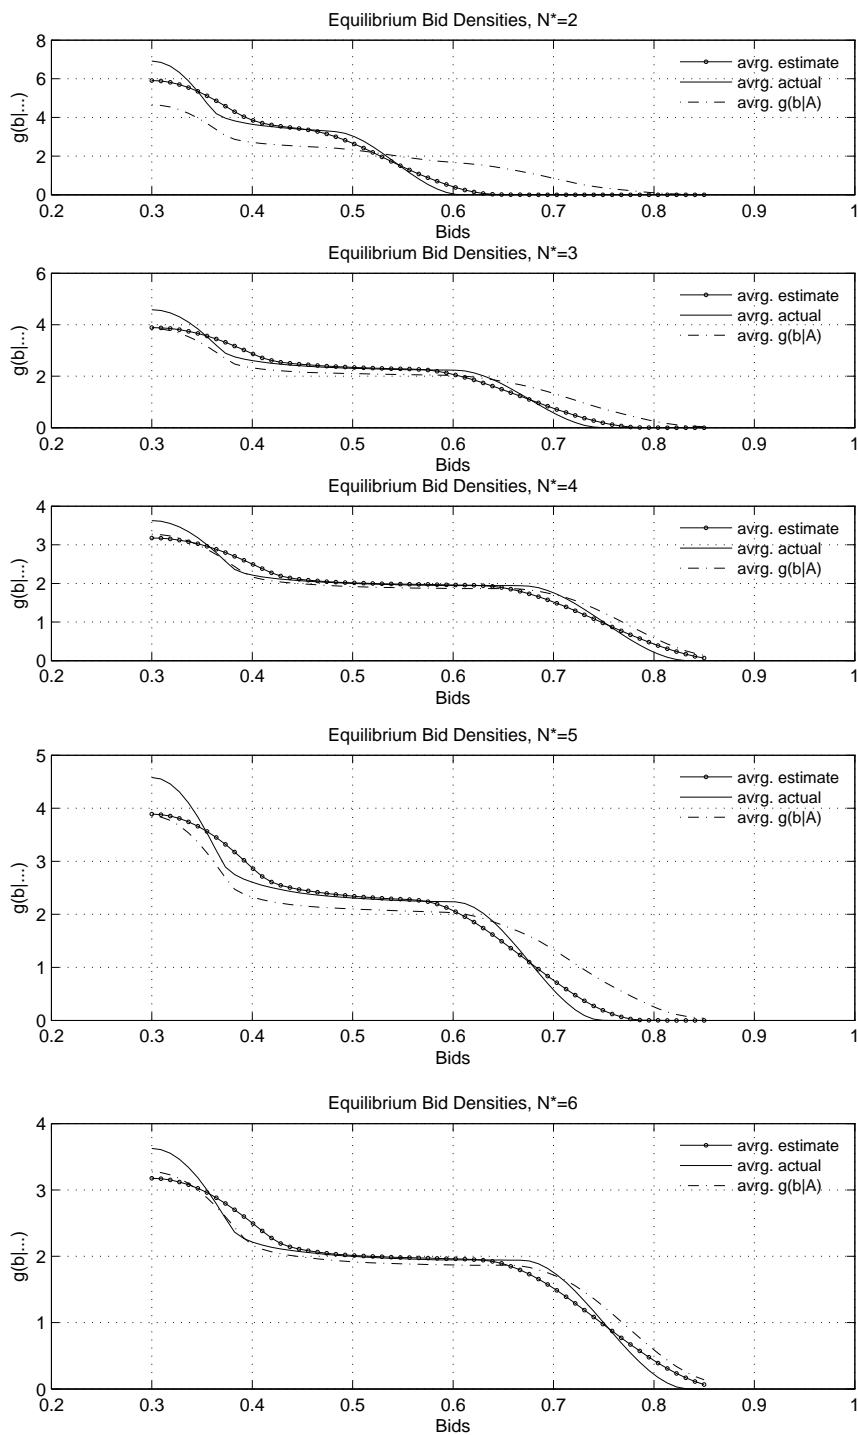 Equilibrium Bid Densities, N*=2
8
6
4
2
0
g(b|...)
avrg. estimate
avrg. actual
avrg. g(b|A)
0.2 0.3 0.4 0.5 0.6 0.7 0.8 0.9 1
Bids
Equilibrium Bid Densities, N*=3
6
4
2
0
g(b|...)
avrg. estimate
avrg. actual
avrg. g(b|A)
0.2 0.3 0.4 0.5 0.6 0.7 0.8 0.9 1
Bids
Equilibrium Bid Densities, N*=4
4
3
2
1
0
g(b|...)
avrg. estimate
avrg. actual
avrg. g(b|A)
0.2 0.3 0.4 0.5 0.6 0.7 0.8 0.9 1
Bids
Equilibrium Bid Densities, N*=5
5
4
3
2
1
0
g(b|...)
avrg. estimate
avrg. actual
avrg. g(b|A)
0.2 0.3 0.4 0.5 0.6 0.7 0.8 0.9 1
Bids
Equilibrium Bid Densities, N*=6
4
3
2
1
0
g(b|...)
avrg. estimate
avrg. actual
avrg. g(b|A)
0.2 0.3 0.4 0.5 0.6 0.7 0.8 0.9 1
Bids